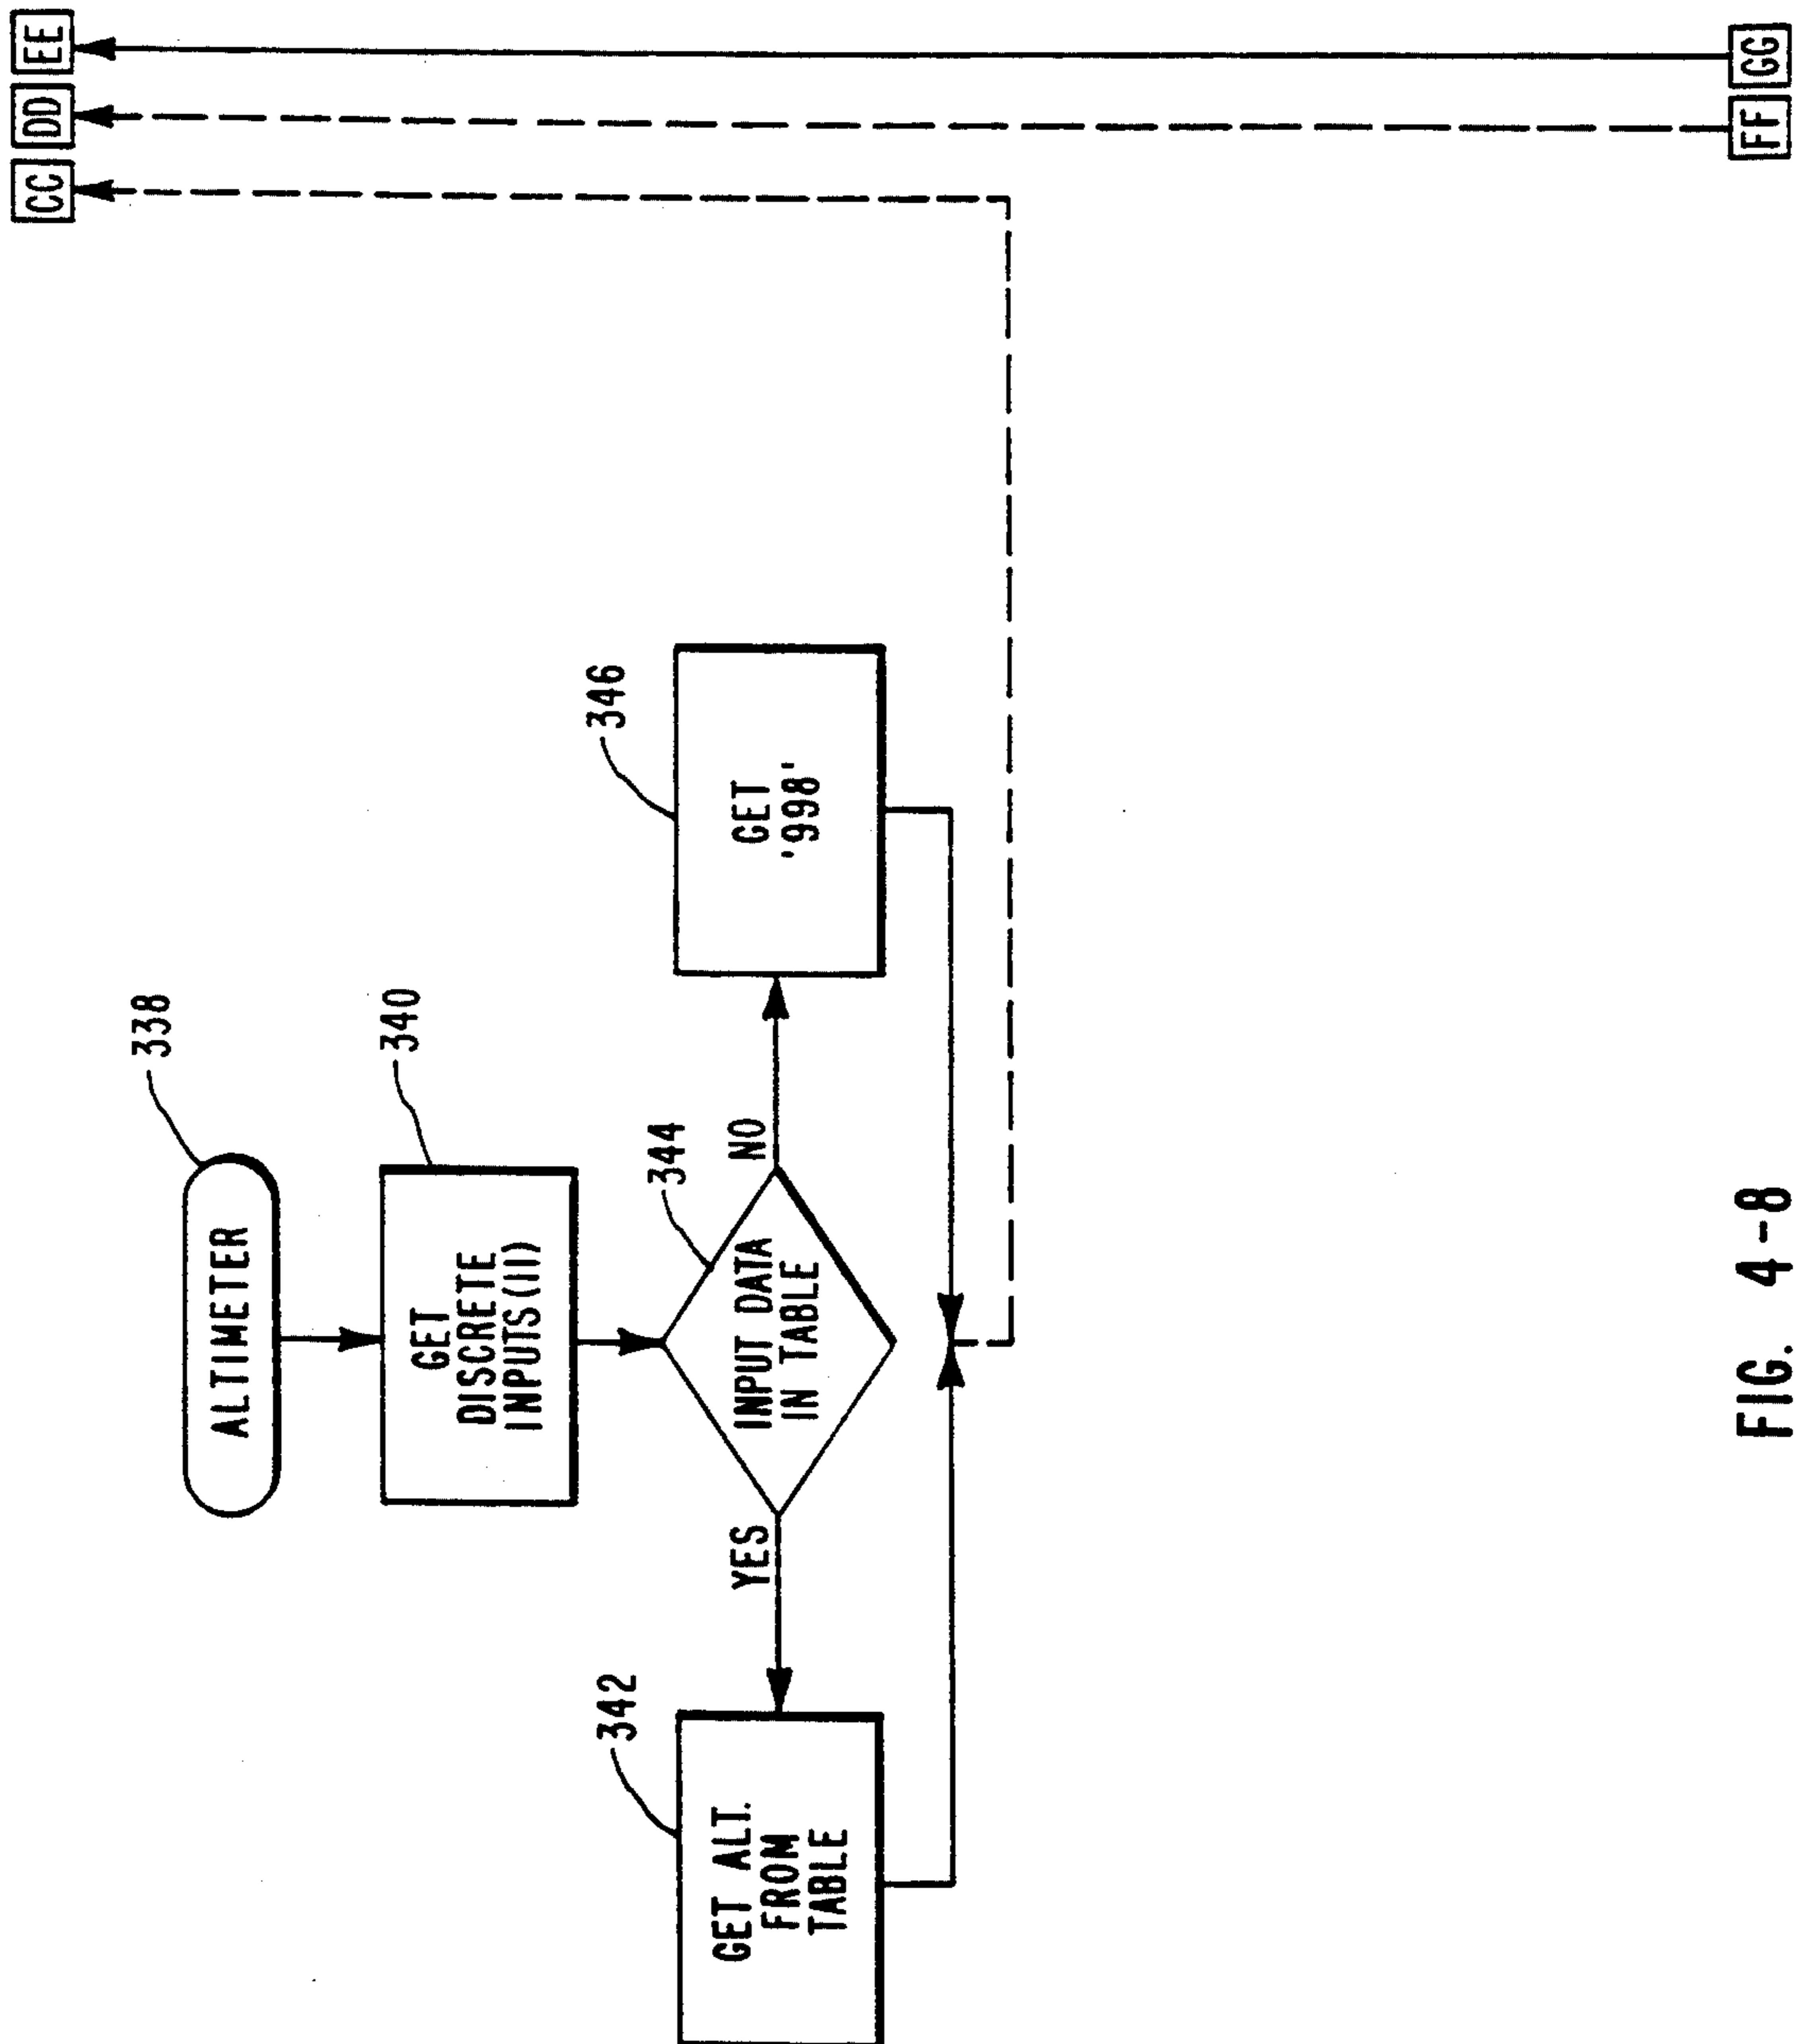 CC DD EE
338
ALTIMETER
340
GET
DISCRETE
INPUTS(11)
344
INPUT DATA
IN TABLE
YES
NO
342
GET ALT.
FROM
TABLE
346
GET
'998'
FF GG
FIG. 4-8